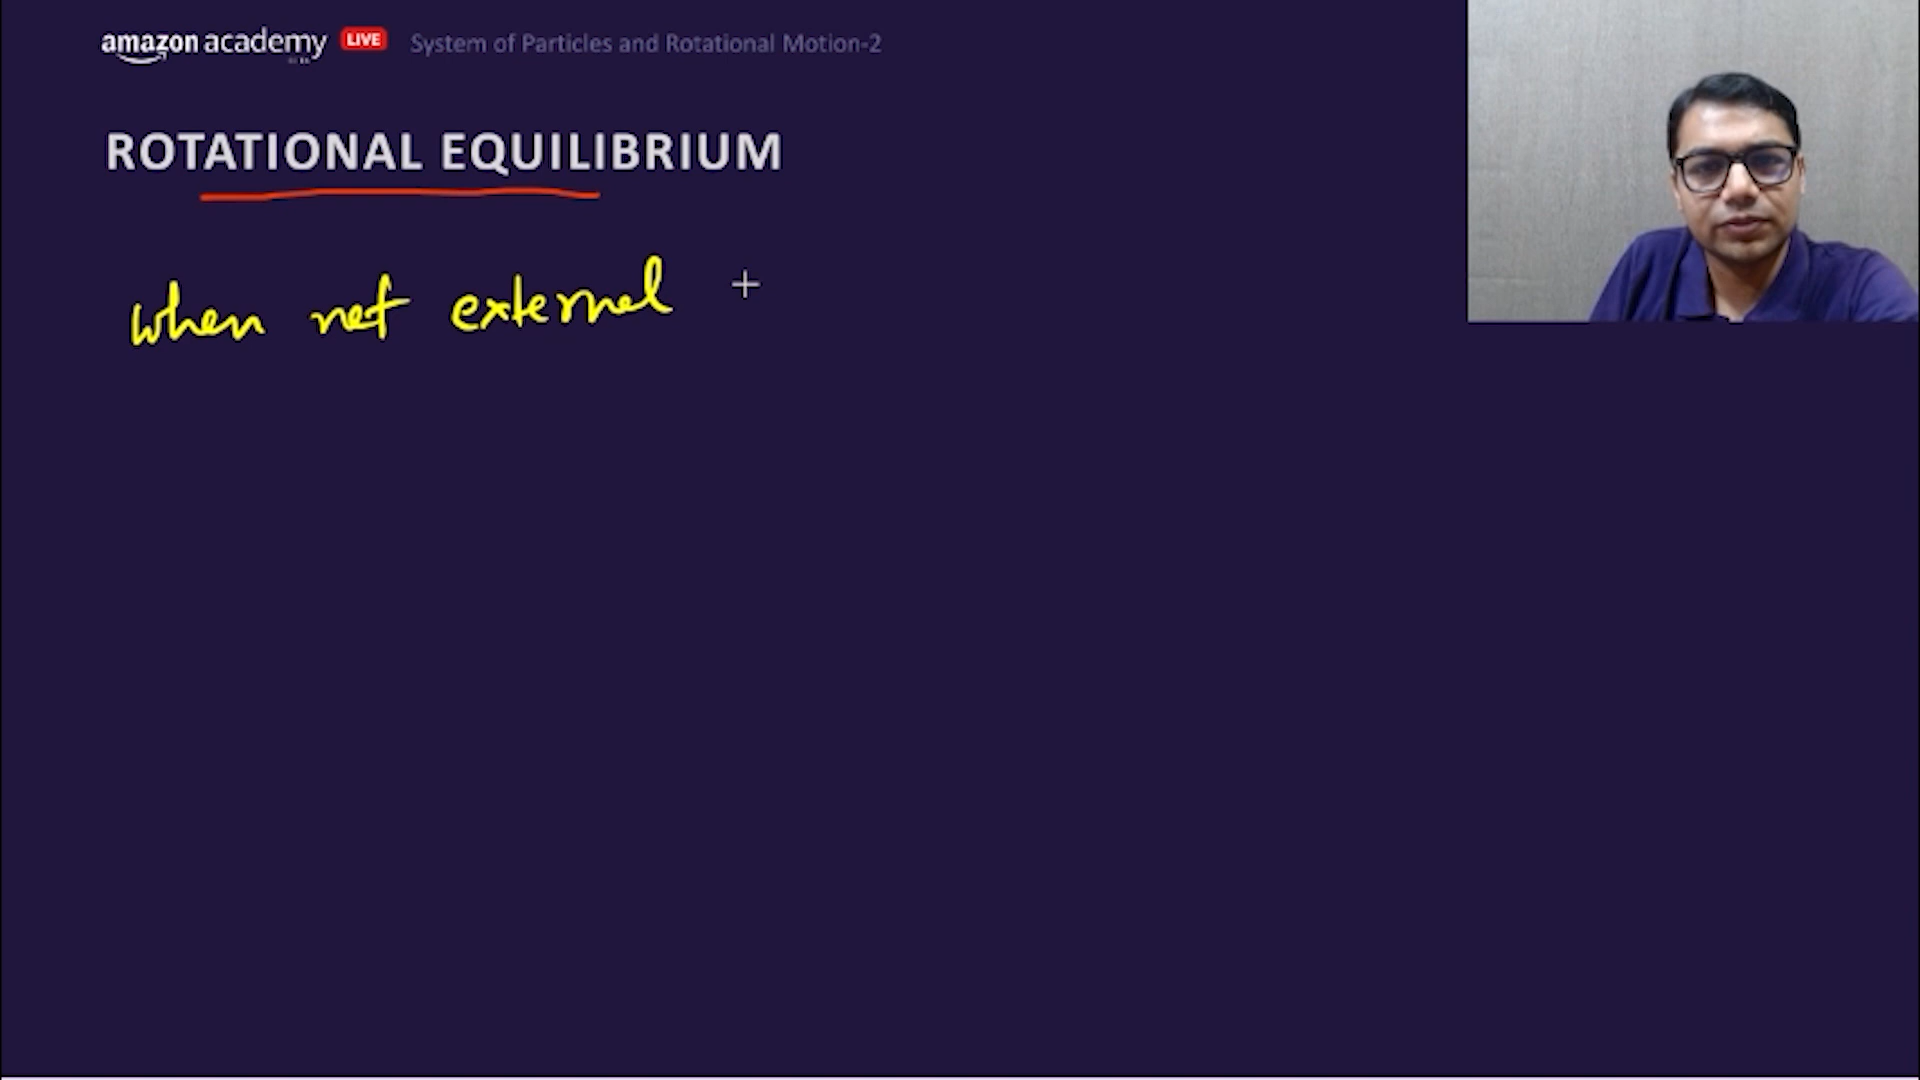 amazon academy LIVE System of Particles and Rotational Motion-2
ROTATIONAL EQUILIBRIUM
when net external